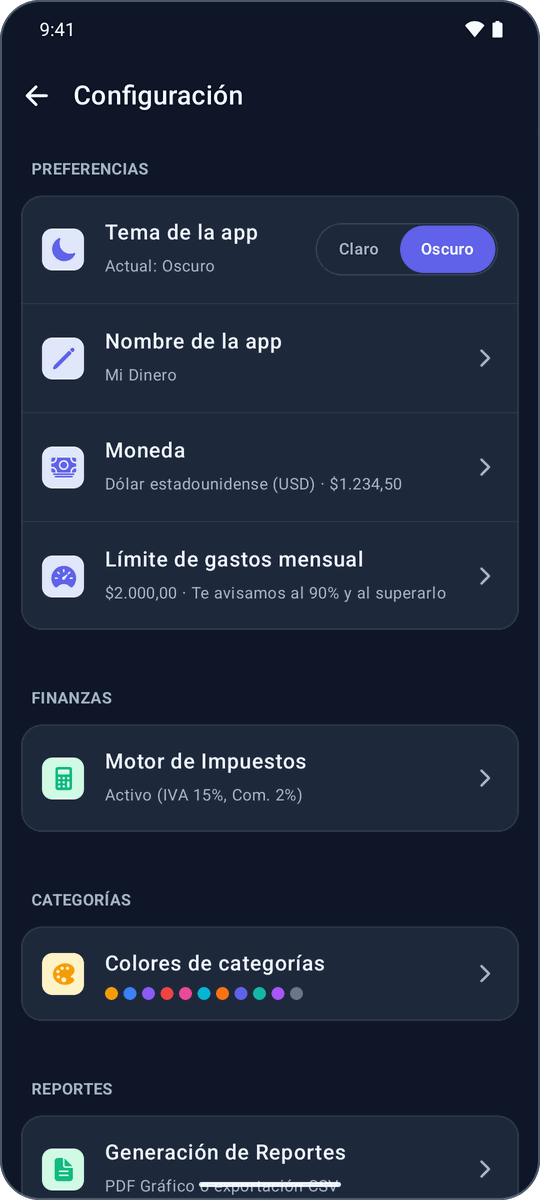 9:41
Configuración
PREFERENCIAS
Tema de la app
Actual: Oscuro
Claro
Oscuro
Nombre de la app
Mi Dinero
Moneda
Dólar estadounidense (USD) · $1.234,50
Límite de gastos mensual
$2.000,00 · Te avisamos al 90% y al superarlo
FINANZAS
Motor de Impuestos
Activo (IVA 15%, Com. 2%)
CATEGORÍAS
Colores de categorías
REPORTES
Generación de Reportes
PDF Gráfico o exportación CSV